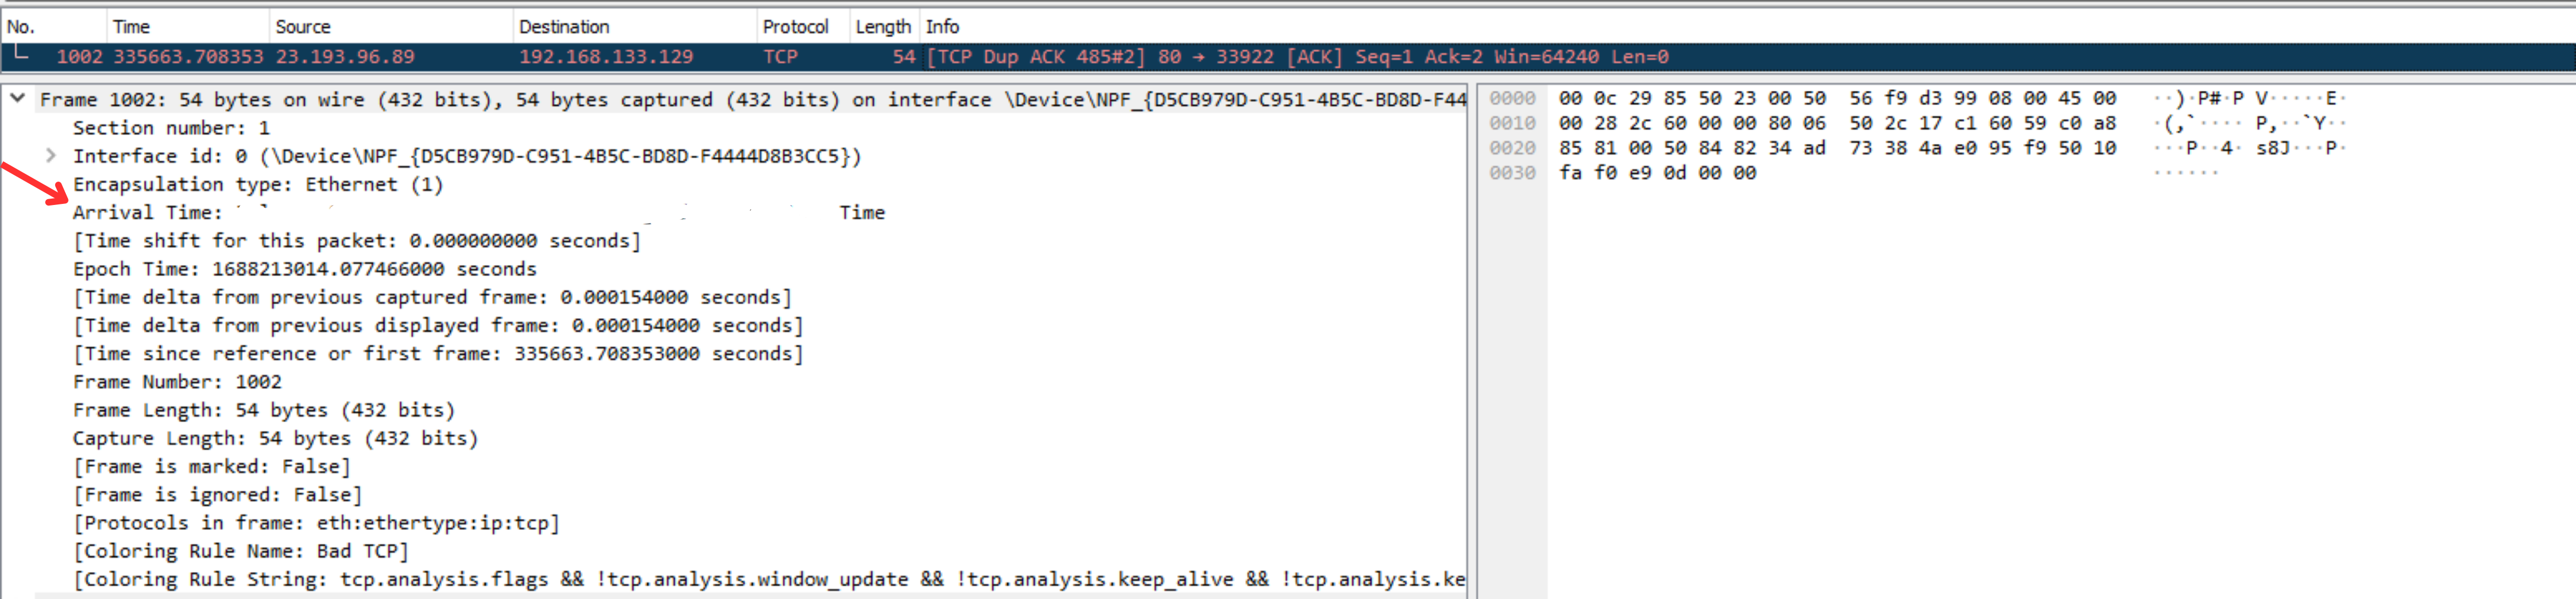 No. Time Source Destination Protocol Length Info
1002 335663.708353 23.193.96.89 192.168.133.129 TCP 54 [TCP Dup ACK 485#2] 80 → 33922 [ACK] Seq=1 Ack=2 Win=64240 Len=0
Frame 1002: 54 bytes on wire (432 bits), 54 bytes captured (432 bits) on interface \Device\NPF_{D5CB979D-C951-4B5C-BD8D-F44
Section number: 1
Interface id: 0 (\Device\NPF_{D5CB979D-C951-4B5C-BD8D-F4444D8B3CC5})
Encapsulation type: Ethernet (1)
Arrival Time: Time
[Time shift for this packet: 0.000000000 seconds]
Epoch Time: 1688213014.077466000 seconds
[Time delta from previous captured frame: 0.000154000 seconds]
[Time delta from previous displayed frame: 0.000154000 seconds]
[Time since reference or first frame: 335663.708353000 seconds]
Frame Number: 1002
Frame Length: 54 bytes (432 bits)
Capture Length: 54 bytes (432 bits)
[Frame is marked: False]
[Frame is ignored: False]
[Protocols in frame: eth:ethertype:ip:tcp]
[Coloring Rule Name: Bad TCP]
[Coloring Rule String: tcp.analysis.flags && !tcp.analysis.window_update && !tcp.analysis.keep_alive && !tcp.analysis.ke
0000 00 0c 29 85 50 23 00 50 56 f9 d3 99 08 00 45 00 ··)·P#·P V·····E·
0010 00 28 2c 60 00 00 80 06 50 2c 17 c1 60 59 c0 a8 ·(,`···· P,··`Y··
0020 85 81 00 50 84 82 34 ad 73 38 4a e0 95 f9 50 10 ···P··4· s8J···P·
0030 fa f0 e9 0d 00 00 ······